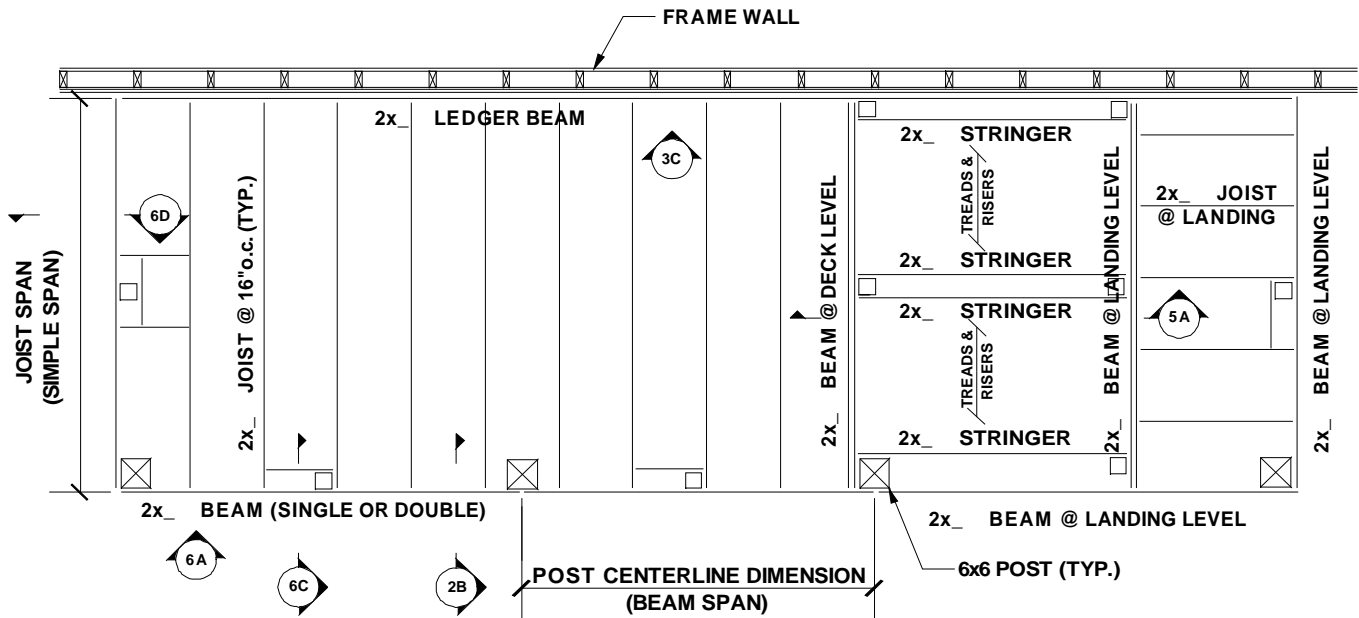 FRAME WALL
2x_ LEDGER BEAM
3C
6D
JOIST SPAN
(SIMPLE SPAN)
2x_ JOIST @ 16"o.c. (TYP.)
2x_ BEAM @ DECK LEVEL
2x_ STRINGER
TREADS &
RISERS
2x_ STRINGER
2x_ STRINGER
TREADS &
RISERS
2x_ STRINGER
2x_ BEAM @ LANDING LEVEL
2x_ JOIST
@ LANDING
5A
2x_ BEAM @ LANDING LEVEL
2x_ BEAM (SINGLE OR DOUBLE)
2x_ BEAM @ LANDING LEVEL
6A
6C
2B
POST CENTERLINE DIMENSION
(BEAM SPAN)
6x6 POST (TYP.)